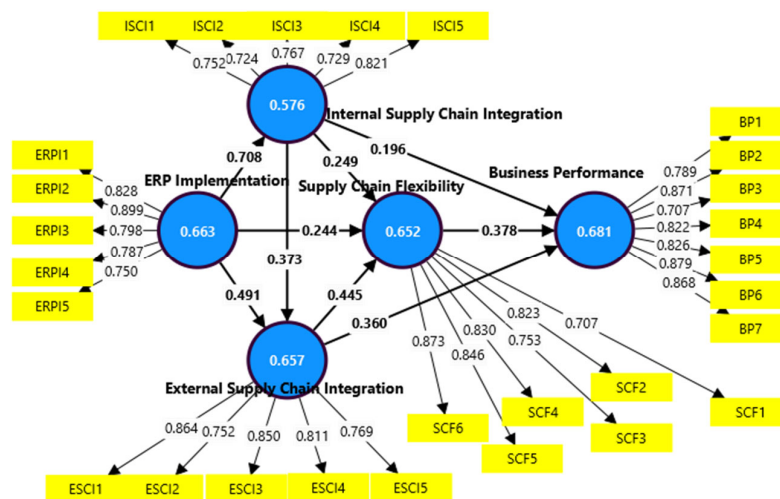 ISCI1 ISCI2 ISCI3 ISCI4 ISCI5
0.752 0.724 0.767 0.729 0.821
0.576
Internal Supply Chain Integration
ERPI1
ERPI2
ERPI3
ERPI4
ERPI5
0.828
0.899
0.798
0.787
0.750
ERP Implementation
0.663
0.708
0.249
0.196
0.244
0.373
0.491
Supply Chain Flexibility
0.652
0.378
0.445
0.360
Business Performance
0.681
0.789
0.871
0.707
0.822
0.826
0.879
0.868
BP1
BP2
BP3
BP4
BP5
BP6
BP7
0.657
External Supply Chain Integration
0.864 0.752 0.850 0.811 0.769
ESCI1 ESCI2 ESCI3 ESCI4 ESCI5
0.873 0.846 0.830 0.753 0.823 0.707
SCF6
SCF5
SCF4
SCF3
SCF2
SCF1